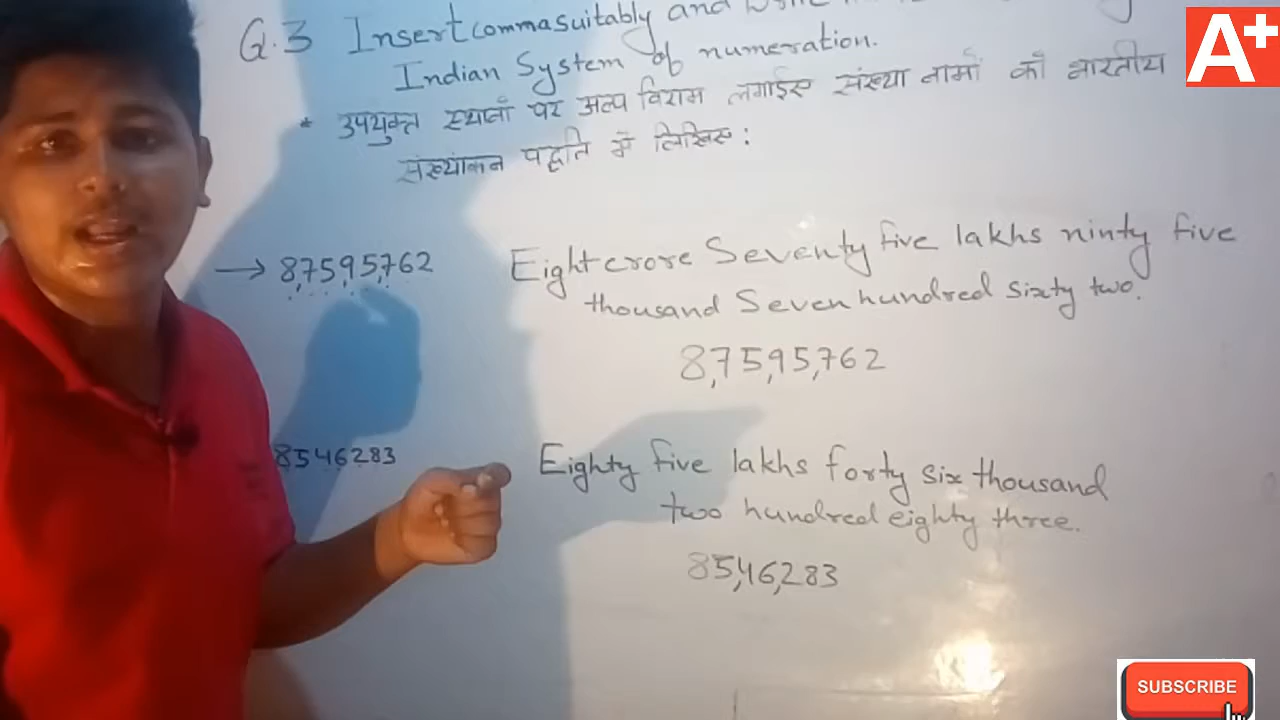 Q.3 Insert comma suitably and
Indian System of numeration.
* उपयुक्त स्थानों पर अल्प विराम लगाईए संख्या नामों को भारतीय
संख्यांकन पद्धति में लिखिए :
→ 8,75,95,762 Eight crore Seventy five lakhs ninty five
thousand Seven hundred sixty two.
8,75,95,762
8546283 Eighty five lakhs forty six thousand
two hundred eighty three.
85,46,283
A+
SUBSCRIBE